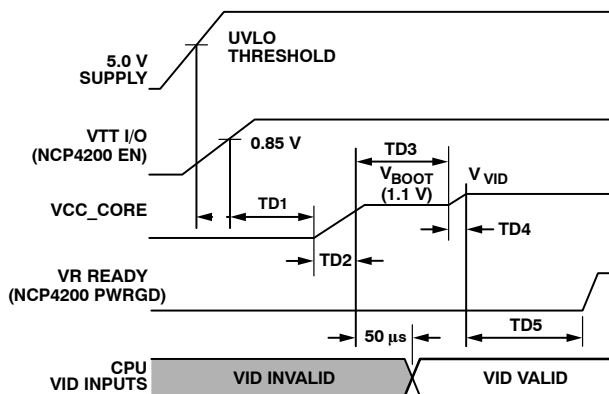 5.0 V
SUPPLY
UVLO
THRESHOLD
VTT I/O
(NCP4200 EN)
0.85 V
TD3
VBOOT
(1.1 V)
V VID
VCC_CORE
TD1
TD4
TD2
VR READY
(NCP4200 PWRGD)
50 μs
TD5
CPU
VID INPUTS
VID INVALID
VID VALID